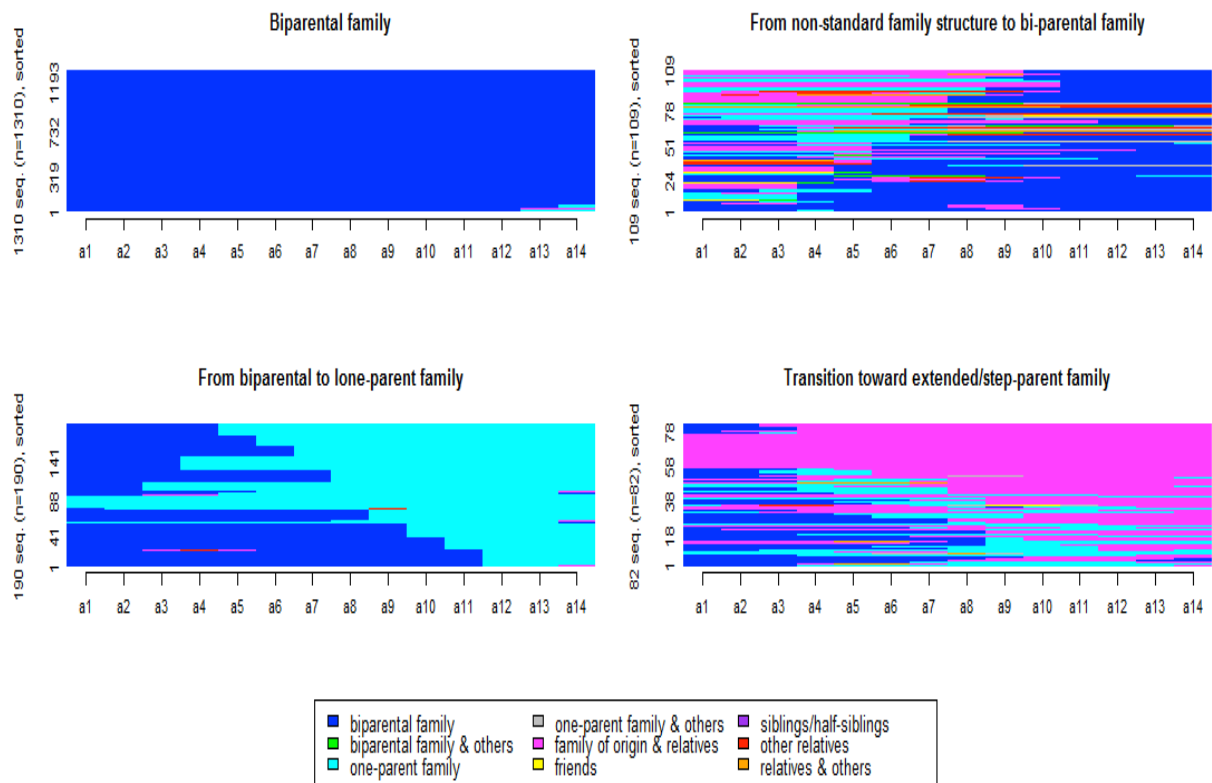 Biparental family
1310 seq. (n=1310), sorted
1 319 732 1193
a1 a2 a3 a4 a5 a6 a7 a8 a9 a10 a11 a12 a13 a14
From non-standard family structure to bi-parental family
109 seq. (n=109), sorted
1 24 51 78 109
a1 a2 a3 a4 a5 a6 a7 a8 a9 a10 a11 a12 a13 a14
From biparental to lone-parent family
190 seq. (n=190), sorted
1 41 88 141
a1 a2 a3 a4 a5 a6 a7 a8 a9 a10 a11 a12 a13 a14
Transition toward extended/step-parent family
82 seq. (n=82), sorted
1 18 38 58 78
a1 a2 a3 a4 a5 a6 a7 a8 a9 a10 a11 a12 a13 a14
biparental family
biparental family & others
one-parent family
one-parent family & others
family of origin & relatives
friends
siblings/half-siblings
other relatives
relatives & others